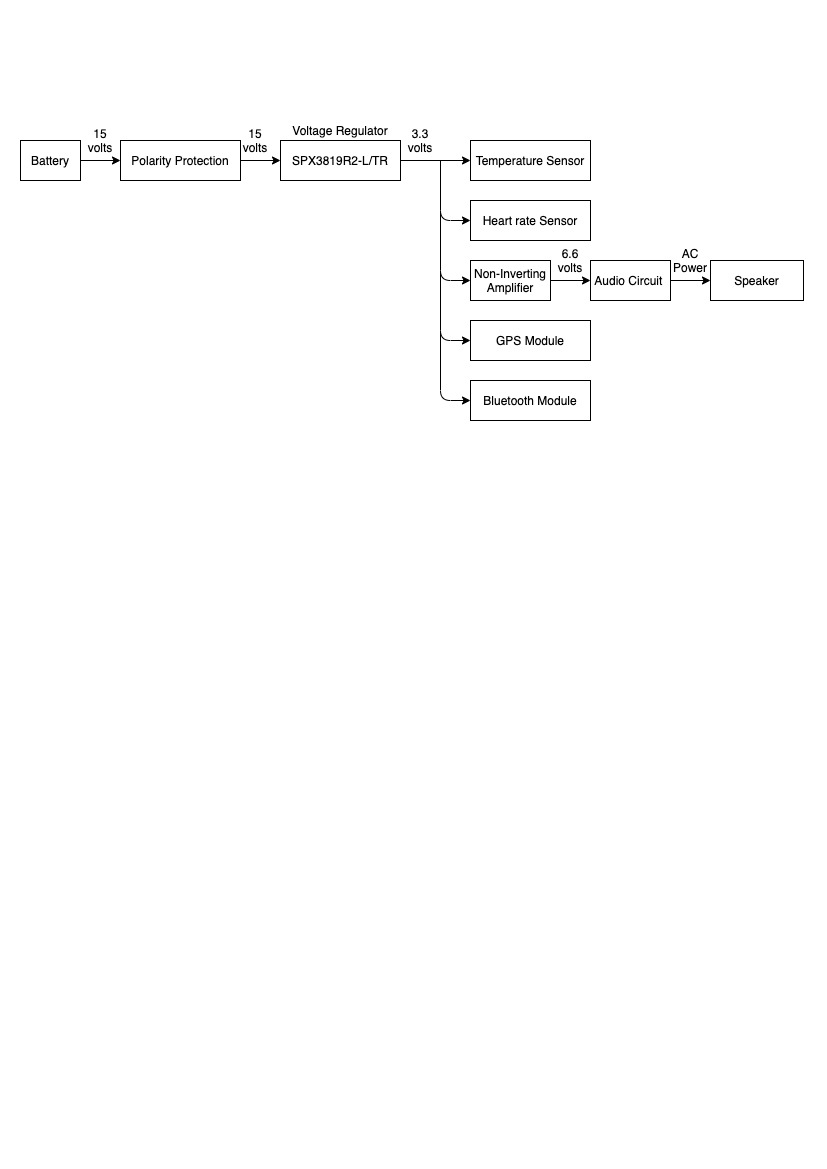 15
volts
15
volts
Voltage Regulator
3.3
volts
Battery
Polarity Protection
SPX3819R2-L/TR
Temperature Sensor
Heart rate Sensor
6.6
volts
AC
Power
Non-Inverting
Amplifier
Audio Circuit
Speaker
GPS Module
Bluetooth Module